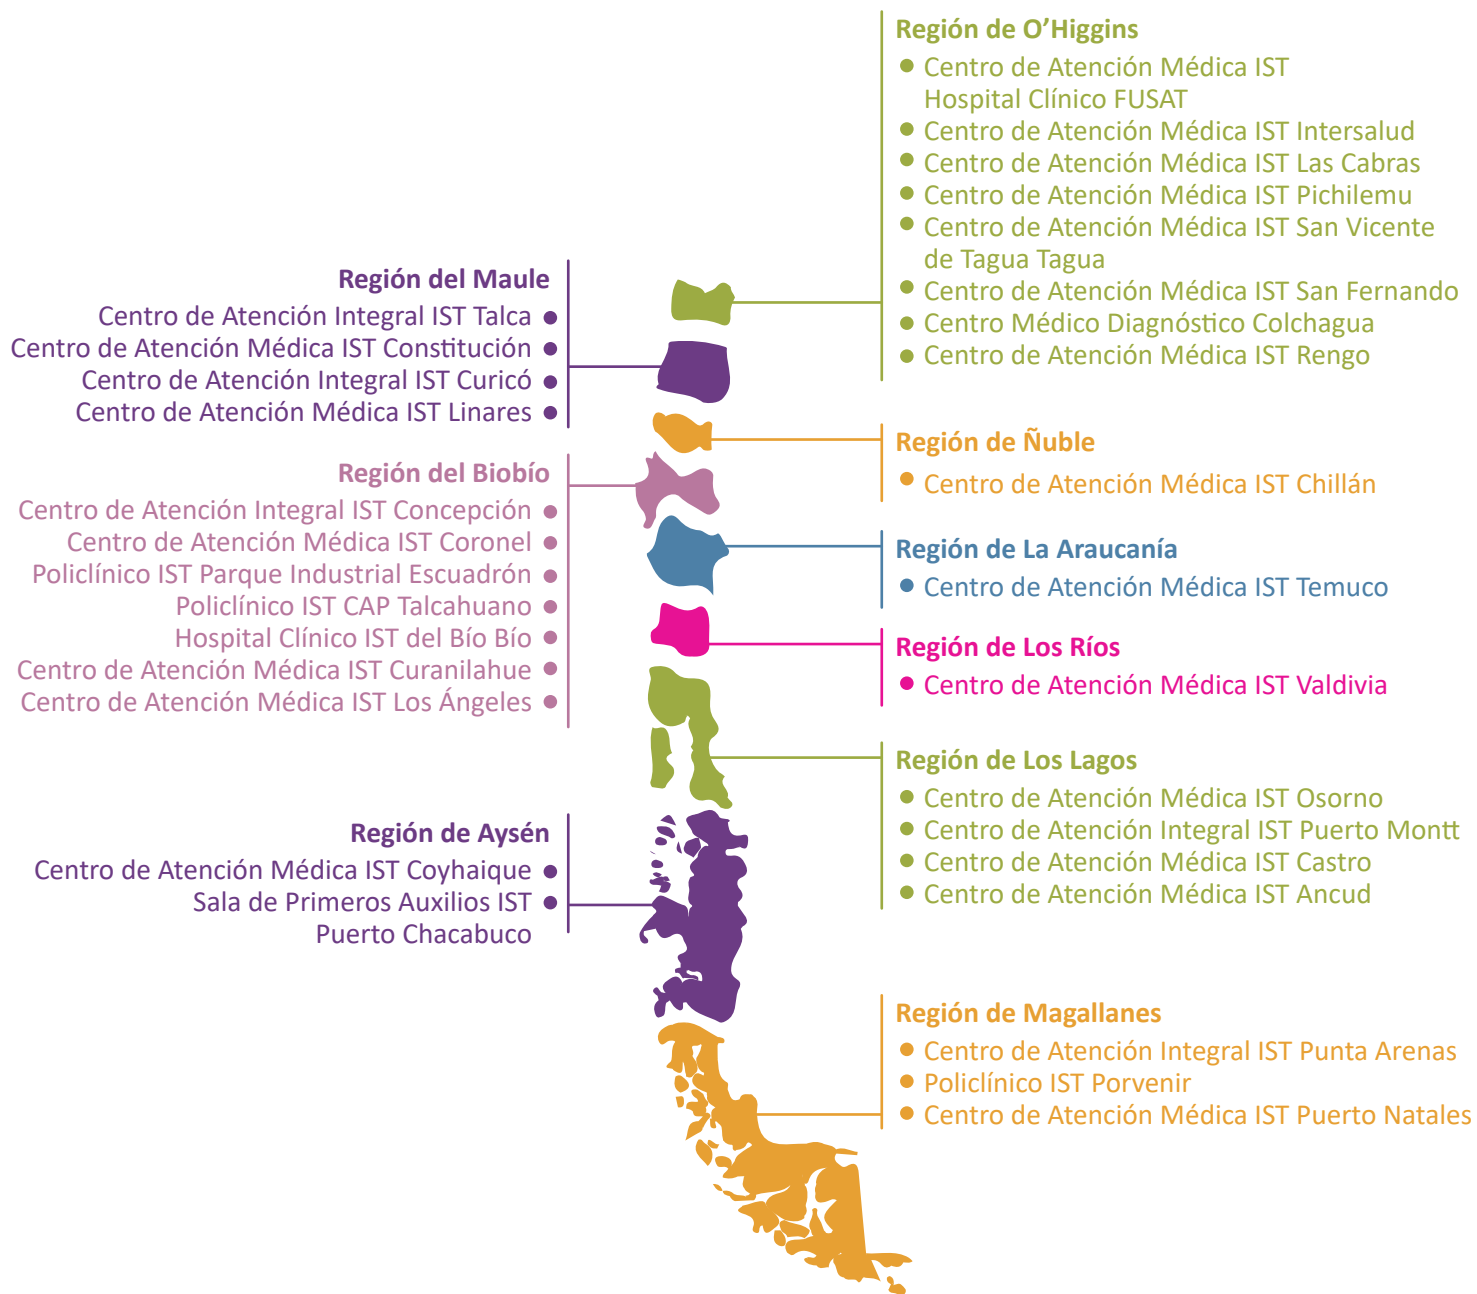 Región de O’Higgins
Centro de Atención Médica IST
Hospital Clínico FUSAT
Centro de Atención Médica IST Intersalud
Centro de Atención Médica IST Las Cabras
Centro de Atención Médica IST Pichilemu
Centro de Atención Médica IST San Vicente
de Tagua Tagua
Centro de Atención Médica IST San Fernando
Centro Médico Diagnóstico Colchagua
Centro de Atención Médica IST Rengo
Región del Maule
Centro de Atención Integral IST Talca
Centro de Atención Médica IST Constitución
Centro de Atención Integral IST Curicó
Centro de Atención Médica IST Linares
Región de Ñuble
Centro de Atención Médica IST Chillán
Región del Biobío
Centro de Atención Integral IST Concepción
Centro de Atención Médica IST Coronel
Policlínico IST Parque Industrial Escuadrón
Policlínico IST CAP Talcahuano
Hospital Clínico IST del Bío Bío
Centro de Atención Médica IST Curanilahue
Centro de Atención Médica IST Los Ángeles
Región de La Araucanía
Centro de Atención Médica IST Temuco
Región de Los Ríos
Centro de Atención Médica IST Valdivia
Región de Los Lagos
Centro de Atención Médica IST Osorno
Centro de Atención Integral IST Puerto Montt
Centro de Atención Médica IST Castro
Centro de Atención Médica IST Ancud
Región de Aysén
Centro de Atención Médica IST Coyhaique
Sala de Primeros Auxilios IST
Puerto Chacabuco
Región de Magallanes
Centro de Atención Integral IST Punta Arenas
Policlínico IST Porvenir
Centro de Atención Médica IST Puerto Natales